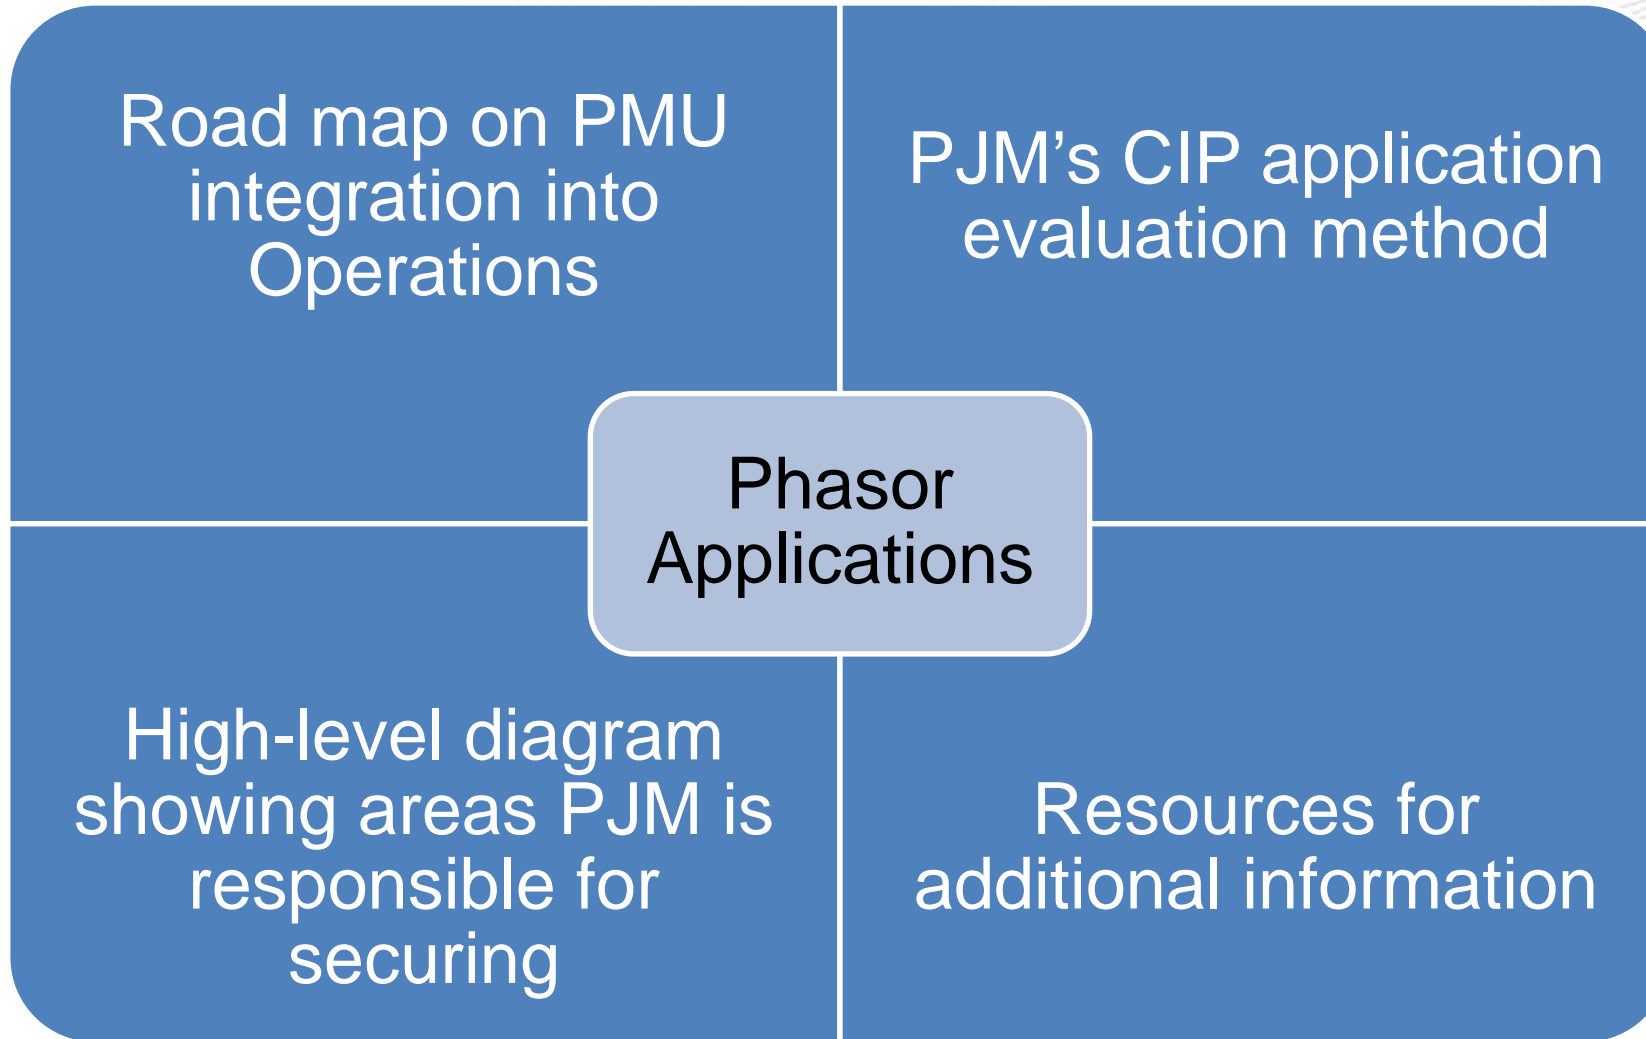 Road map on PMU
integration into
Operations
PJM’s CIP application
evaluation method
Phasor
Applications
High-level diagram
showing areas PJM is
responsible for
securing
Resources for
additional information